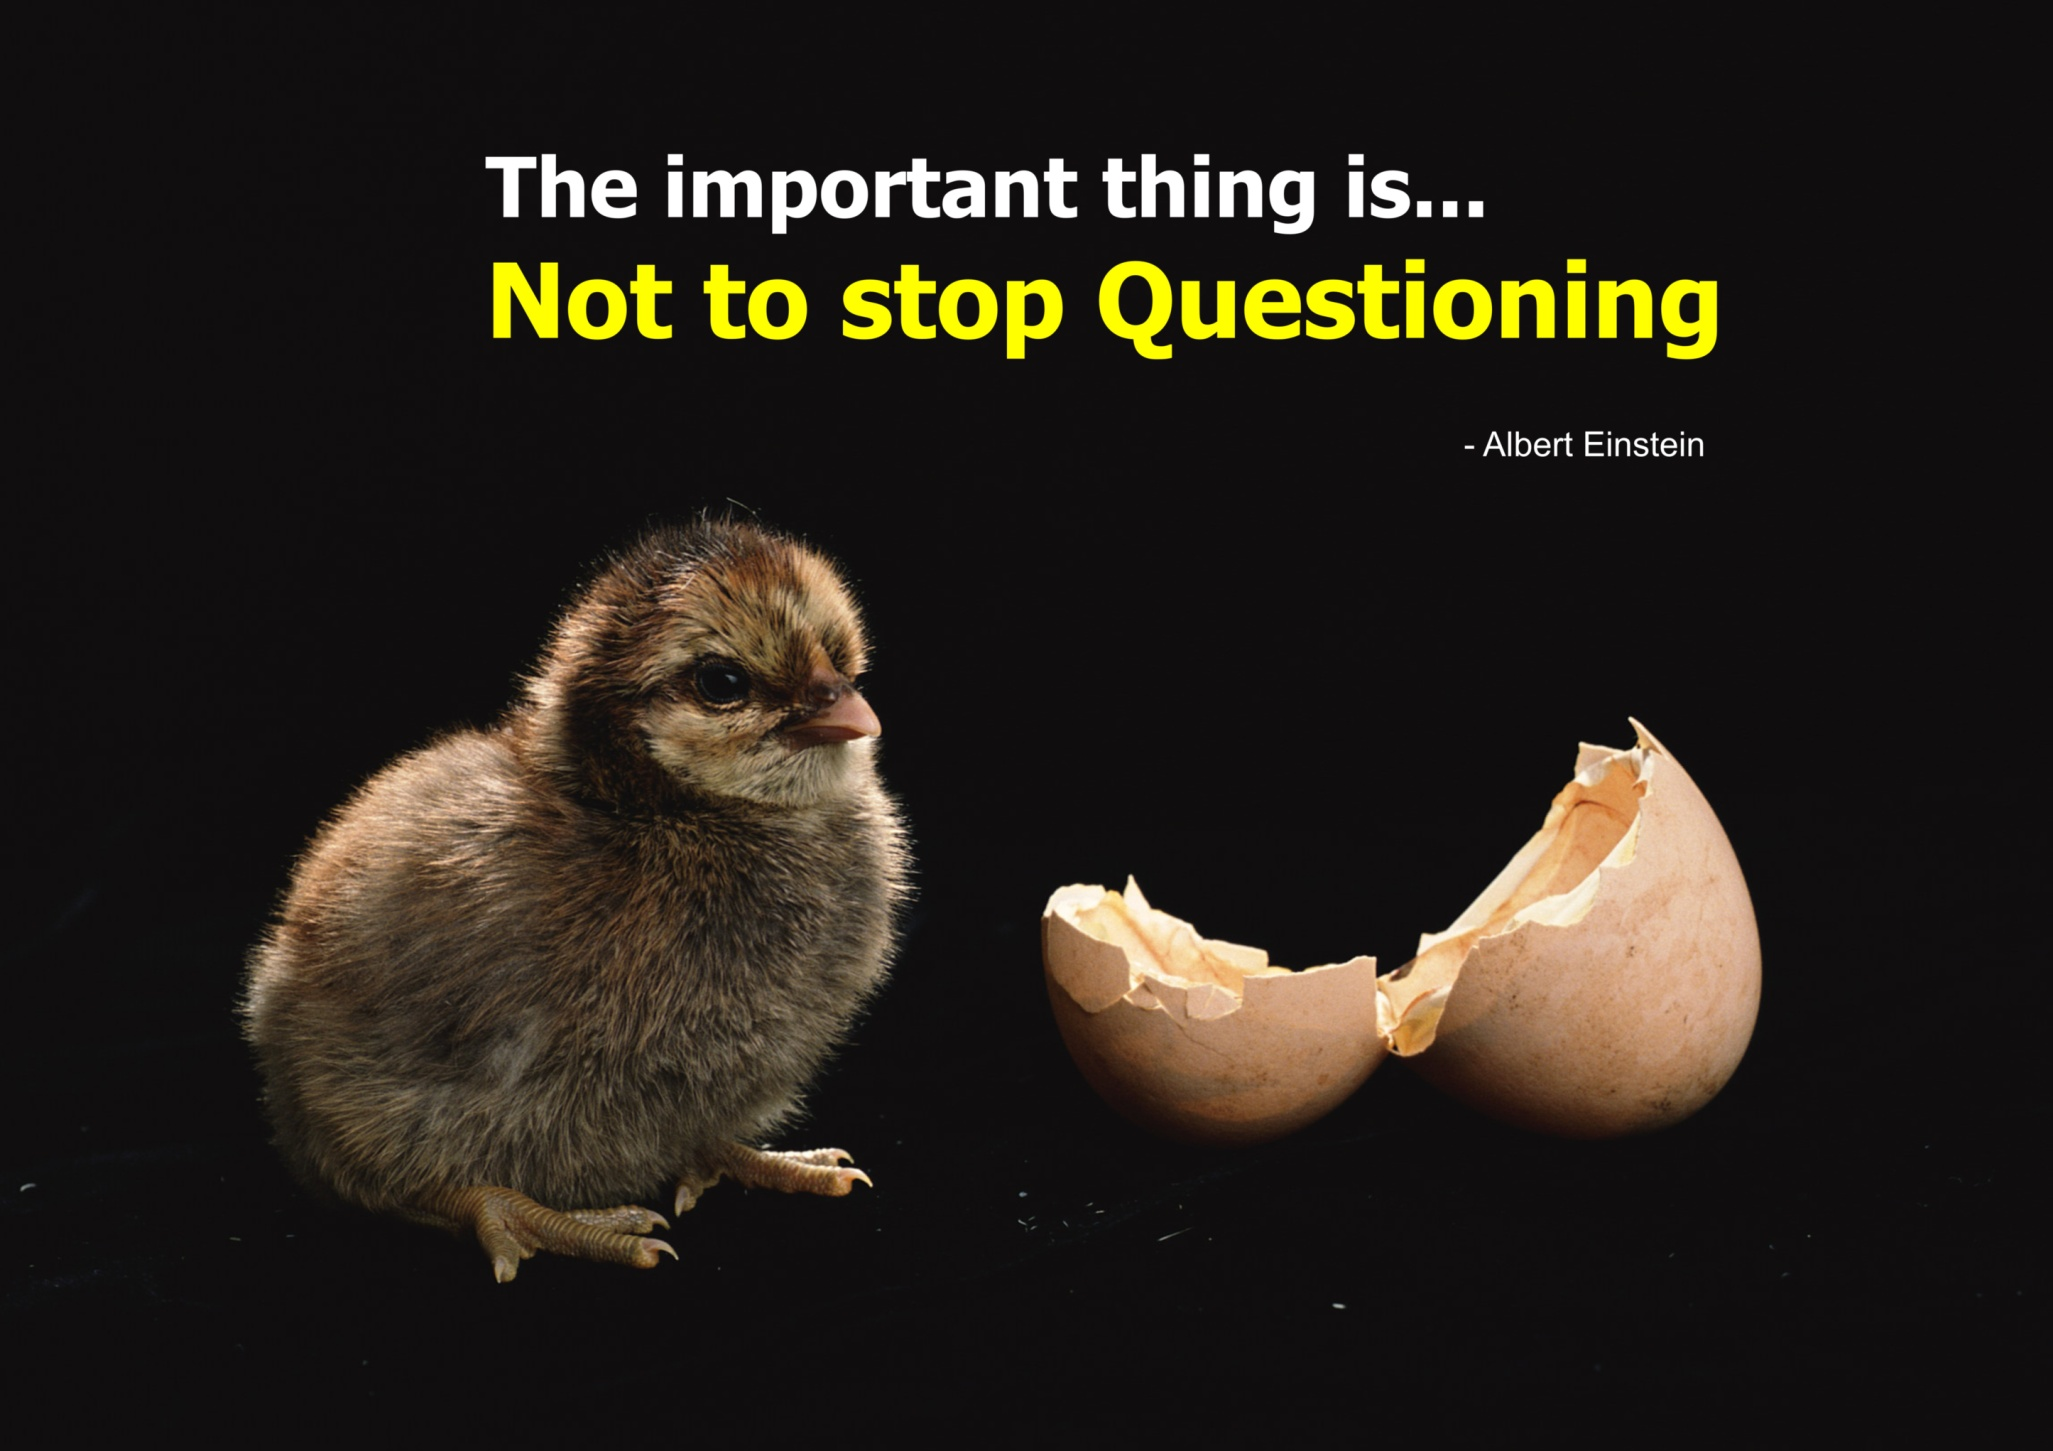 The important thing is...
Not to stop Questioning
- Albert Einstein